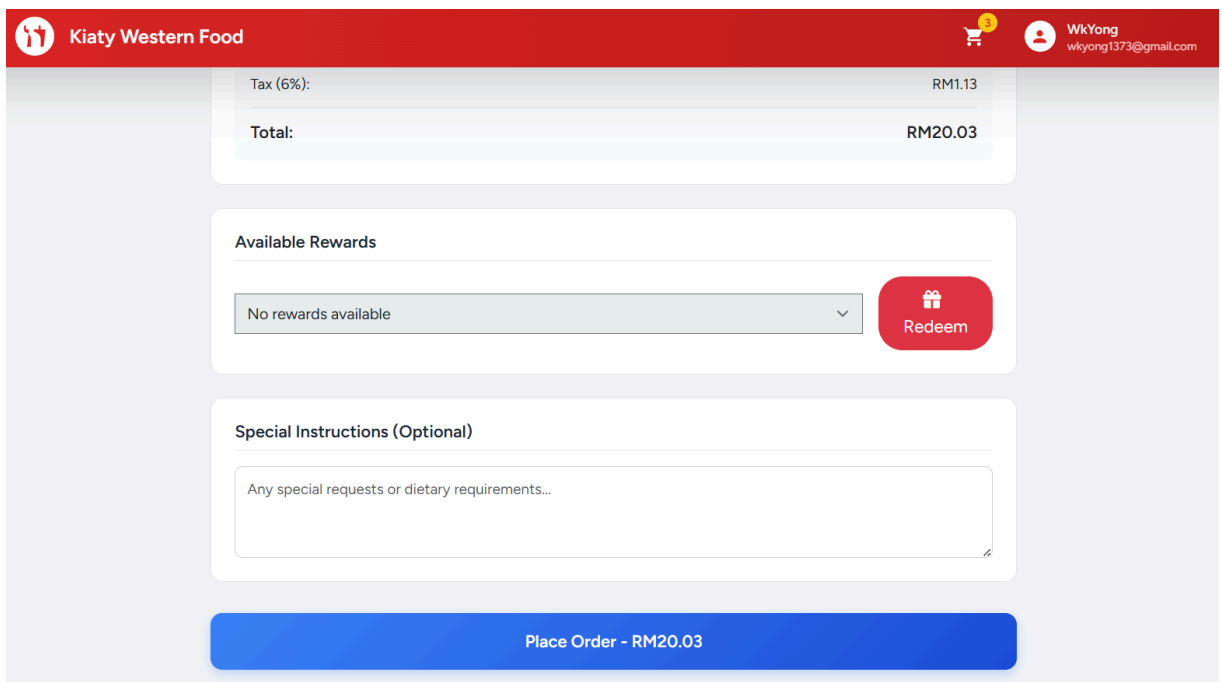 Kiaty Western Food
3
WkYong
wkyong1373@gmail.com
Tax (6%): RM1.13
Total: RM20.03
Available Rewards
No rewards available
Redeem
Special Instructions (Optional)
Any special requests or dietary requirements...
Place Order - RM20.03